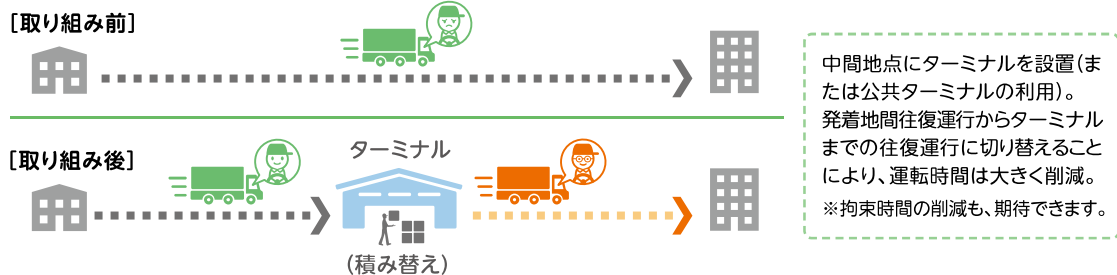 [取り組み前]
[取り組み後]
ターミナル
(積み替え)
中間地点にターミナルを設置(ま
たは公共ターミナルの利用)。
発着地間往復運行からターミナル
までの往復運行に切り替えること
により、運転時間は大きく削減。
※拘束時間の削減も、期待できます。